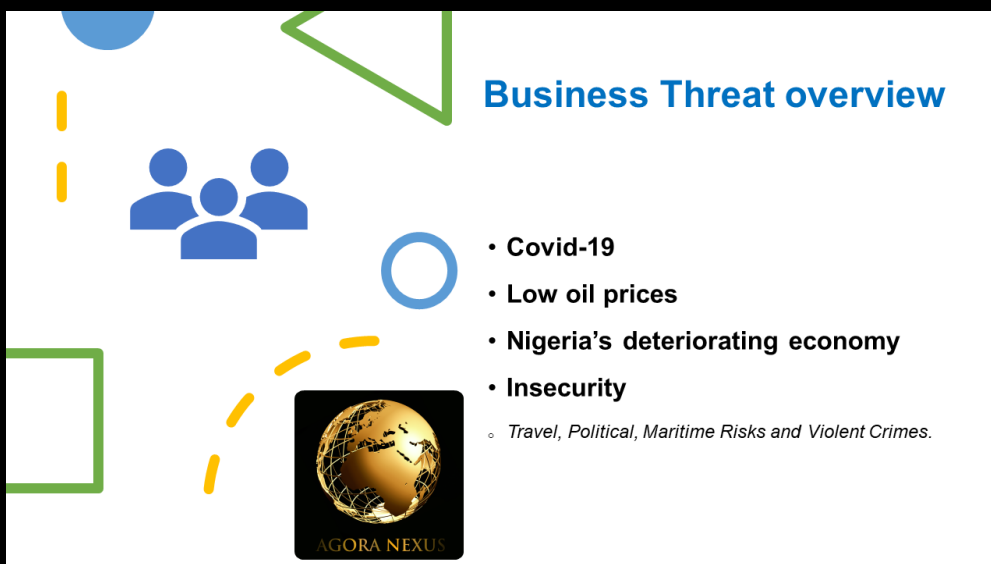 Business Threat overview
• Covid-19
• Low oil prices
• Nigeria's deteriorating economy
• Insecurity
○ Travel, Political, Maritime Risks and Violent Crimes.
AGORA NEXUS